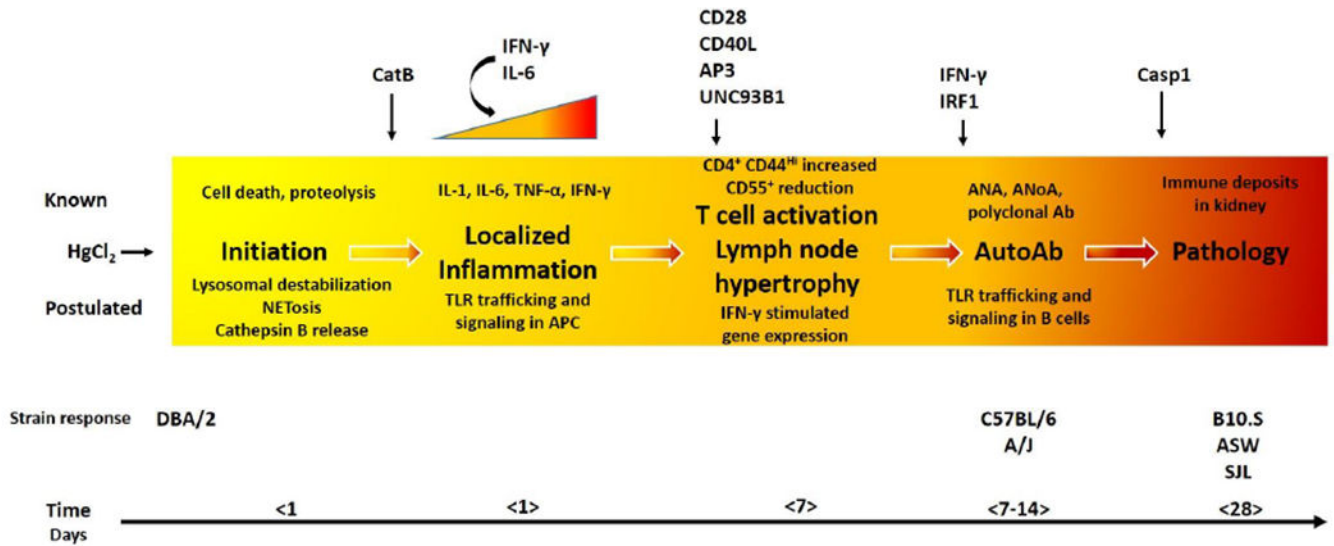 CD28
CD40L
AP3
UNC93B1
IFN-γ
IL-6
CatB
IFN-γ
IRF1
Casp1
Known
HgCl₂
Postulated
Cell death, proteolysis
Initiation
Lysosomal destabilization
NETosis
Cathepsin B release
IL-1, IL-6, TNF-α, IFN-γ
Localized
Inflammation
TLR trafficking and
signaling in APC
CD4⁺ CD44ᴴⁱ increased
CD55⁺ reduction
T cell activation
Lymph node
hypertrophy
IFN-γ stimulated
gene expression
ANA, ANoA,
polyclonal Ab
AutoAb
TLR trafficking and
signaling in B cells
Immune deposits
in kidney
Pathology
Strain response
DBA/2
C57BL/6
A/J
B10.S
ASW
SJL
Time
Days
<1
<1>
<7>
<7-14>
<28>